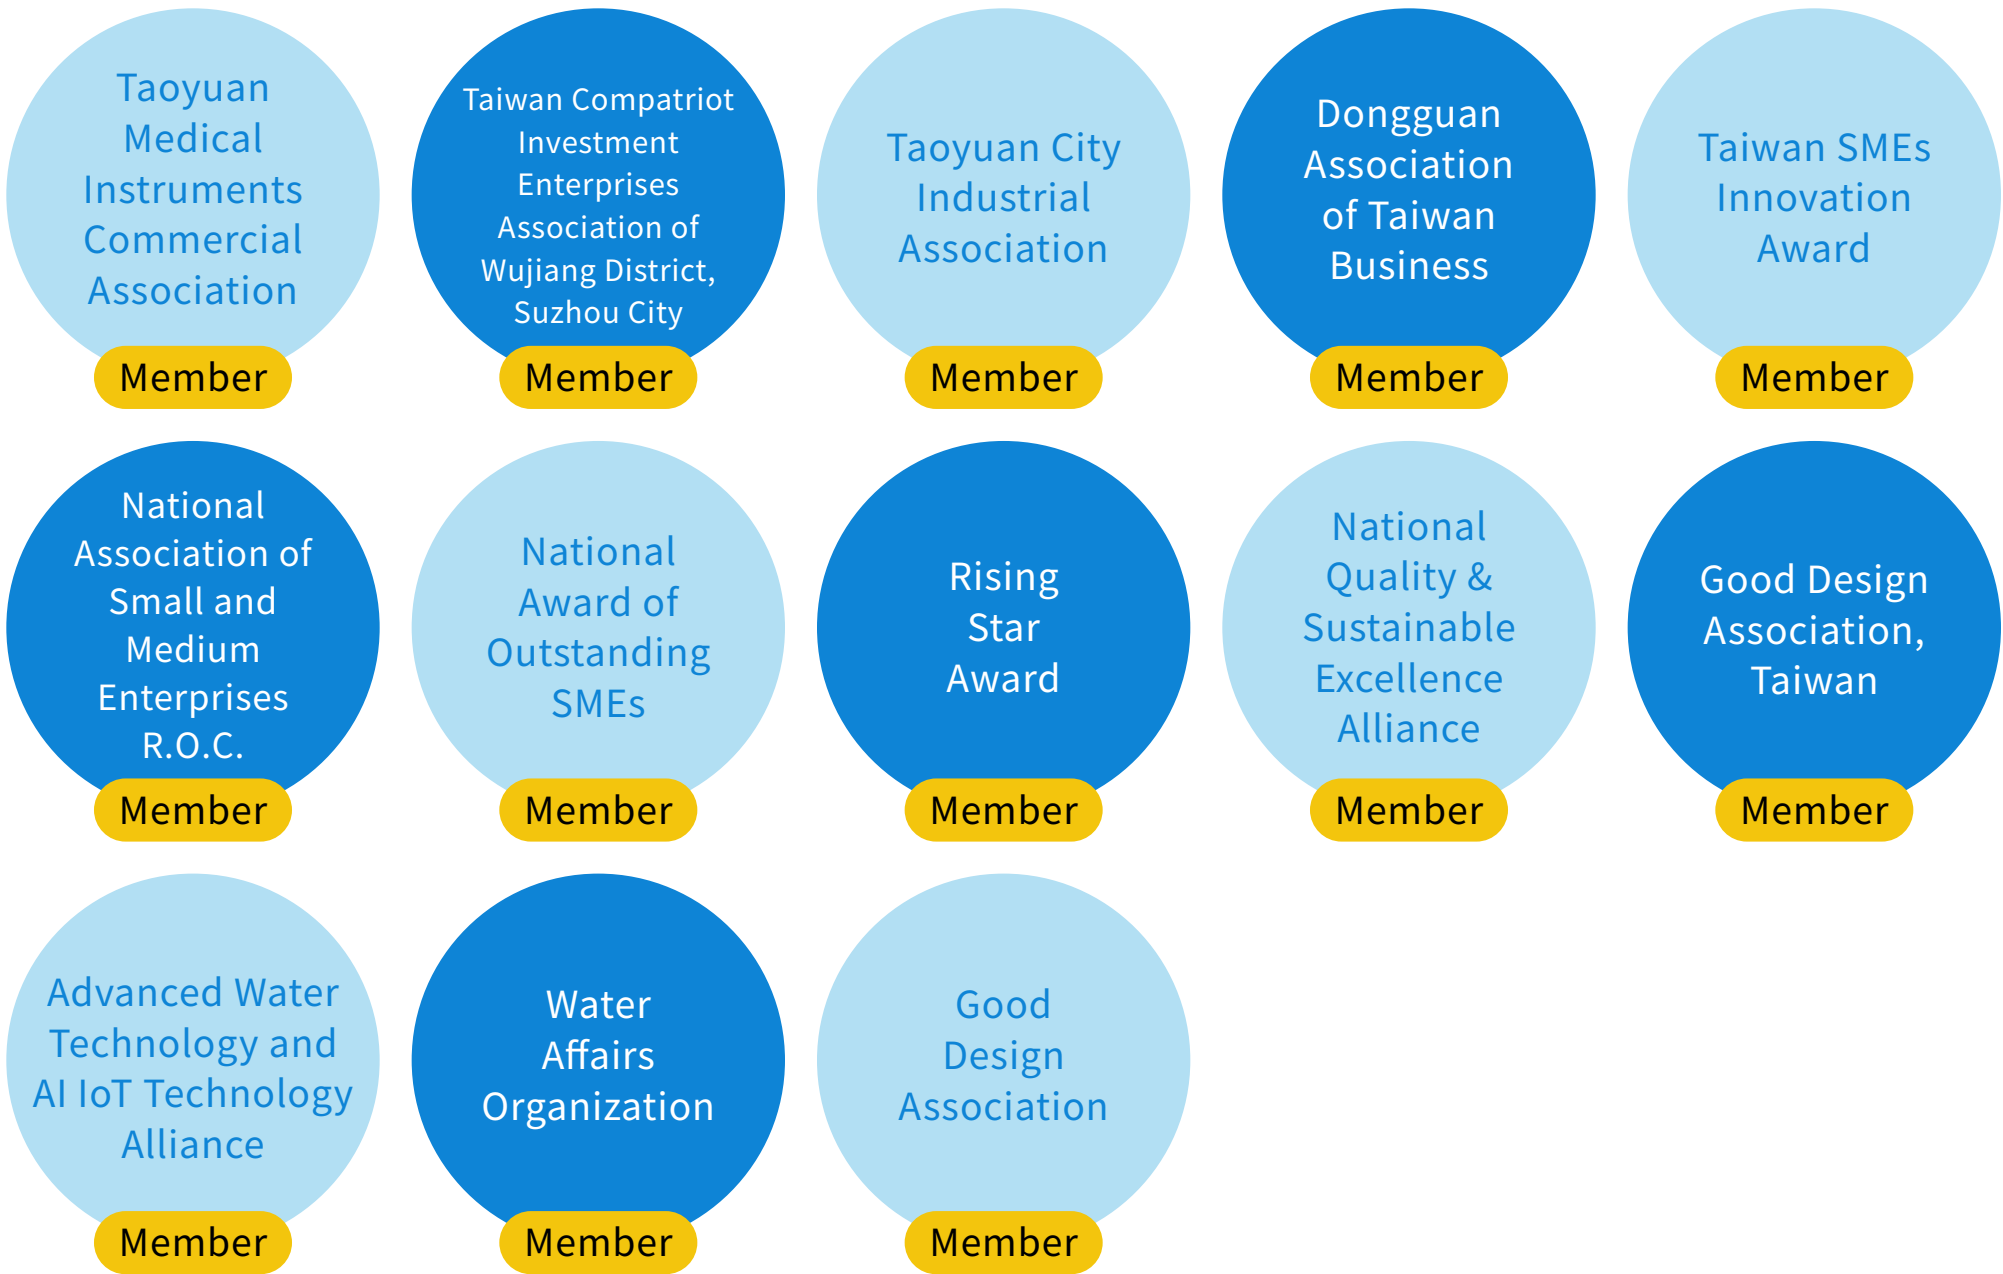 Taoyuan
Medical
Instruments
Commercial
Association
Member
Taiwan Compatriot
Investment
Enterprises
Association of
Wujiang District,
Suzhou City
Member
Taoyuan City
Industrial
Association
Member
Dongguan
Association
of Taiwan
Business
Member
Taiwan SMEs
Innovation
Award
Member
National
Association of
Small and
Medium
Enterprises
R.O.C.
Member
National
Award of
Outstanding
SMEs
Member
Rising
Star
Award
Member
National
Quality &
Sustainable
Excellence
Alliance
Member
Good Design
Association,
Taiwan
Member
Advanced Water
Technology and
AI IoT Technology
Alliance
Member
Water
Affairs
Organization
Member
Good
Design
Association
Member